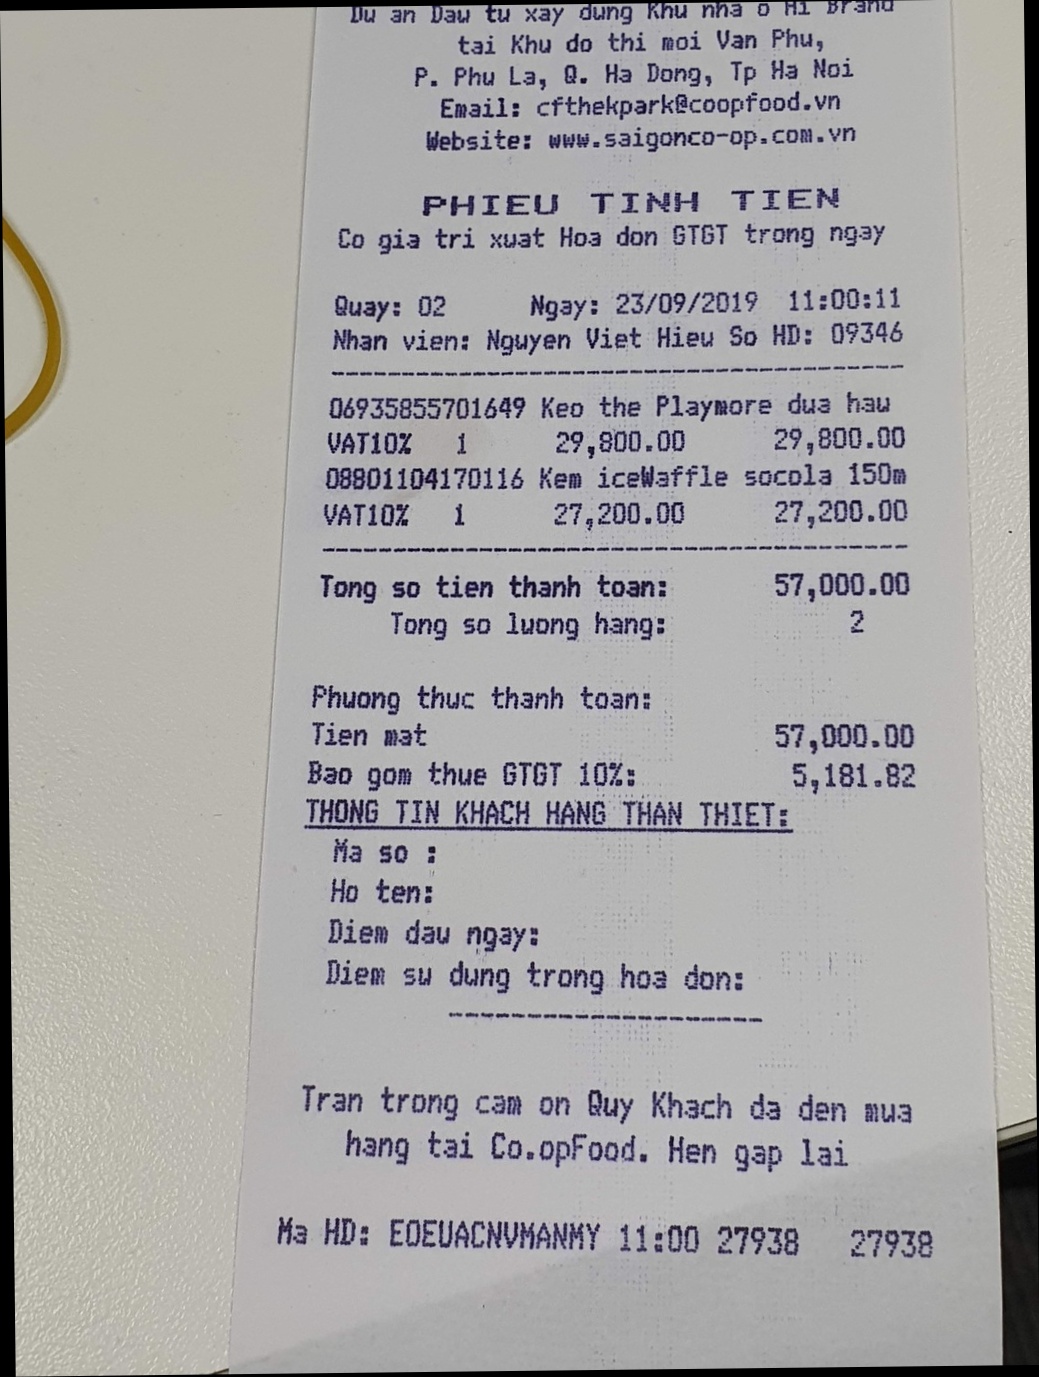 Du an Dau tu xay dung Khu nha o Hi Brand
tai Khu do thi moi Van Phu,
P. Phu La, Q. Ha Dong, Tp Ha Noi
Email: cfthekpark@coopfood.vn
Website: www.saigonco-op.com.vn
PHIEU TINH TIEN
Co gia tri xuat Hoa don GTGT trong ngay
Quay: 02 Ngay: 23/09/2019 11:00:11
Nhan vien: Nguyen Viet Hieu So HD: 09346
06935855701649 Keo the Playmore dua hau
VAT10% 1 29,800.00 29,800.00
08801104170116 Kem iceWaffle socola 150m
VAT10% 1 27,200.00 27,200.00
Tong so tien thanh toan: 57,000.00
Tong so luong hang: 2
Phuong thuc thanh toan:
Tien mat 57,000.00
Bao gom thue GTGT 10%: 5,181.82
THONG TIN KHACH HANG THAN THIET:
Ma so :
Ho ten:
Diem dau ngay:
Diem su dung trong hoa don:
Tran trong cam on Quy Khach da den mua
hang tai Co.opFood. Hen gap lai
Ma HD: EOEUACNVMANMY 11:00 27938 27938